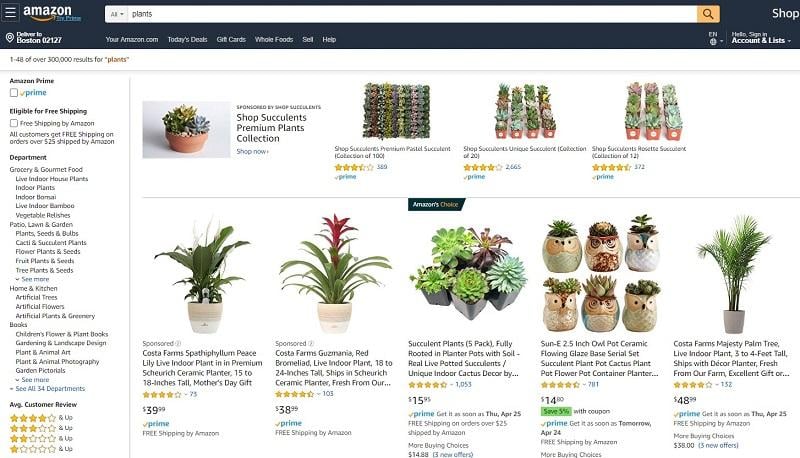 amazon
Try Prime
All
plants
Shop
Deliver to
Boston 02127
Your Amazon.com Today's Deals Gift Cards Whole Foods Sell Help
EN
Hello, Sign in
Account & Lists
1-48 of over 300,000 results for "plants"
Amazon Prime
prime
Eligible for Free Shipping
Free Shipping by Amazon
All customers get FREE Shipping on
orders over $25 shipped by Amazon
Department
Grocery & Gourmet Food
Live Indoor House Plants
Indoor Plants
Indoor Bonsai
Live Indoor Bamboo
Vegetable Relishes
Patio, Lawn & Garden
Plants, Seeds & Bulbs
Cacti & Succulent Plants
Flower Plants & Seeds
Fruit Plants & Seeds
Tree Plants & Seeds
See more
Home & Kitchen
Artificial Trees
Artificial Flowers
Artificial Plants & Greenery
Books
Children's Flower & Plant Books
Gardening & Landscape Design
Plant & Animal Art
Plant & Animal Photography
Garden Pictorials
See more
See All 34 Departments
Avg. Customer Review
& Up
& Up
& Up
& Up
SPONSORED BY SHOP SUCCULENTS
Shop Succulents
Premium Plants
Collection
Shop now ›
Shop Succulents Premium Pastel Succulent
(Collection of 100)
389
prime
Shop Succulents Unique Succulent (Collection
of 20)
2,665
prime
Shop Succulents Rosette Succulent
(Collection of 12)
372
prime
Sponsored
Costa Farms Spathiphyllum Peace
Lily Live Indoor Plant in in Premium
Scheurich Ceramic Planter, 15 to
18-Inches Tall, Mother's Day Gift
73
$3999
prime
FREE Shipping by Amazon
Sponsored
Costa Farms Guzmania, Red
Bromeliad, Live Indoor Plant, 18 to
24-Inches Tall, Ships in Scheurich
Ceramic Planter, Fresh From Our...
103
$3899
prime
FREE Shipping by Amazon
Amazon's Choice
Succulent Plants (5 Pack), Fully
Rooted in Planter Pots with Soil -
Real Live Potted Succulents /
Unique Indoor Cactus Decor by...
1,053
$1595
prime Get it as soon as Thu, Apr 25
FREE Shipping on orders over $25
shipped by Amazon
More Buying Choices
$14.88 (3 new offers)
Sun-E 2.5 Inch Owl Pot Ceramic
Flowing Glaze Base Serial Set
Succulent Plant Pot Cactus Plant
Pot Flower Pot Container Planter...
781
$1480
Save 5% with coupon
prime Get it as soon as Tomorrow,
Apr 24
FREE Shipping by Amazon
More Buying Choices
Costa Farms Majesty Palm Tree,
Live Indoor Plant, 3 to 4-Feet Tall,
Ships with Décor Planter, Fresh
From Our Farm, Excellent Gift or...
132
$4899
prime Get it as soon as Thu, Apr 25
FREE Shipping by Amazon
More Buying Choices
$38.00 (3 new offers)